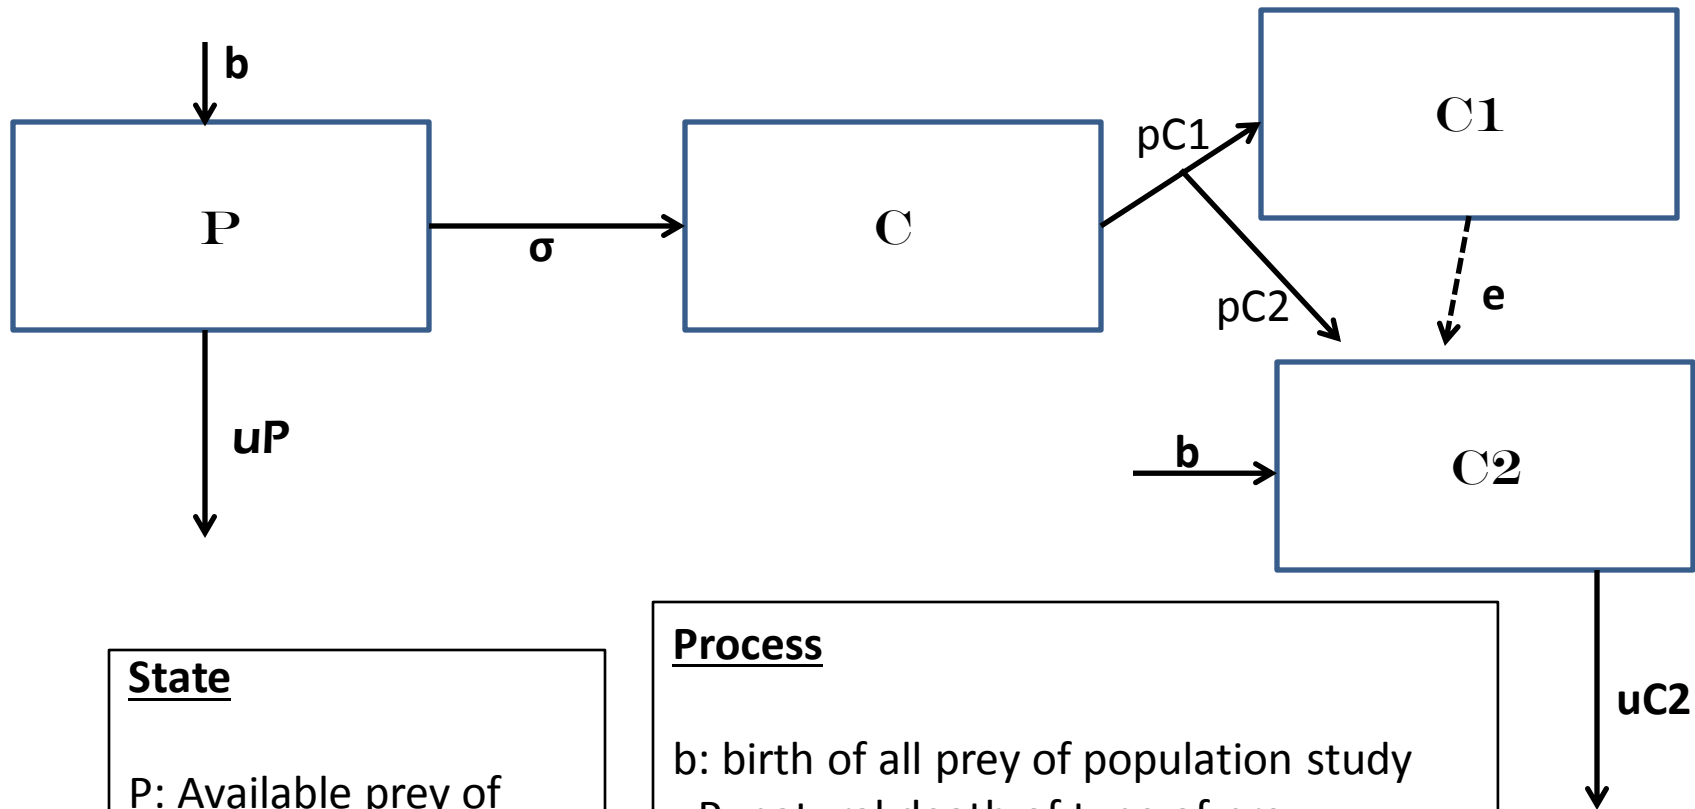 b
P
σ
C
pC1
pC2
C1
e
b
C2
uP
uC2
State
P: Available prey of
Process
b: birth of all prey of population study